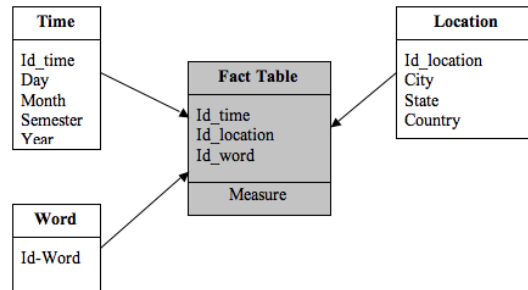 Time
Id_time
Day
Month
Semester
Year
Location
Id_location
City
State
Country
Fact Table
Id_time
Id_location
Id_word
Measure
Word
Id-Word